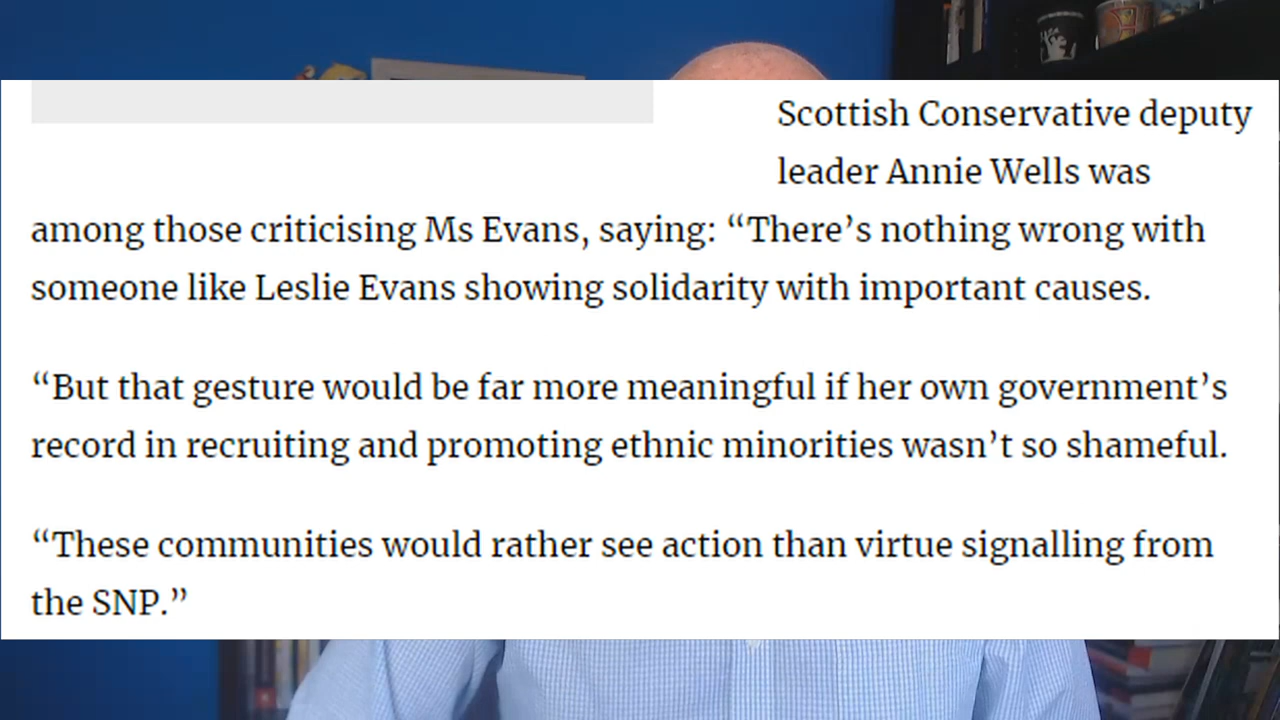 Scottish Conservative deputy
leader Annie Wells was
among those criticising Ms Evans, saying: “There’s nothing wrong with
someone like Leslie Evans showing solidarity with important causes.
“But that gesture would be far more meaningful if her own government’s
record in recruiting and promoting ethnic minorities wasn’t so shameful.
“These communities would rather see action than virtue signalling from
the SNP.”